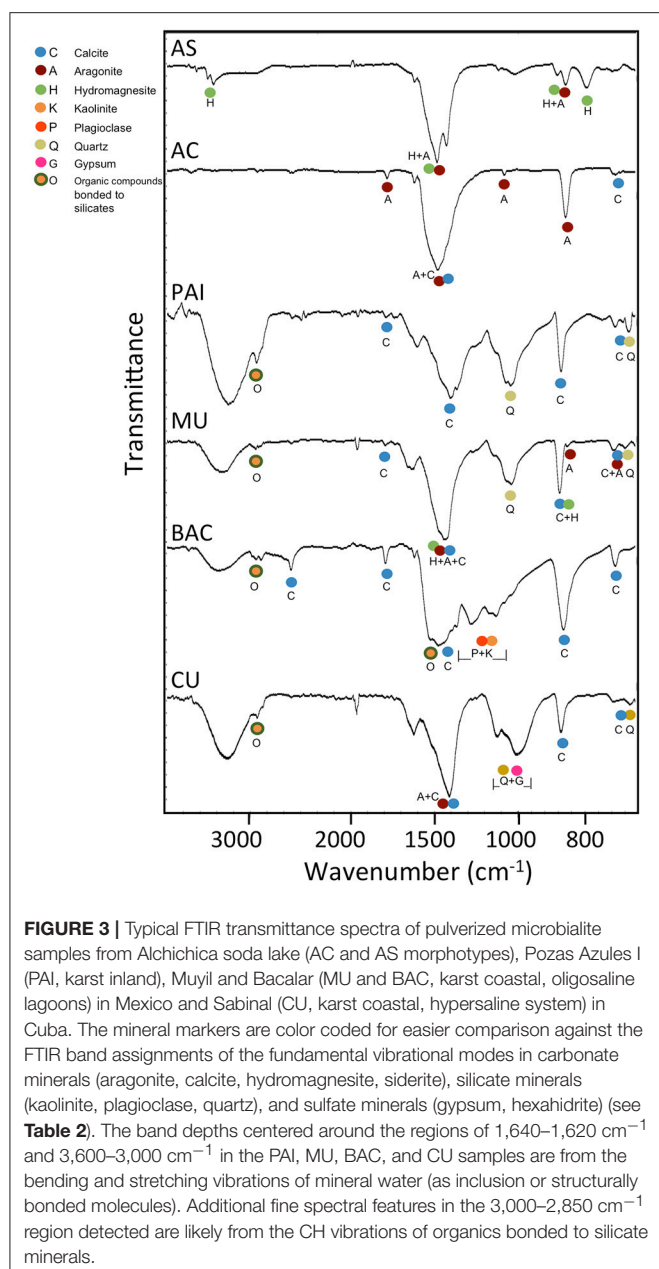 C Calcite
A Aragonite
H Hydromagnesite
K Kaolinite
P Plagioclase
Q Quartz
G Gypsum
O Organic compounds
bonded to
silicates
Transmittance
AS
H
H+A
H
H+A
AC
A
A
C
A
A+C
PAI
C
O
C
Q
C
C Q
MU
O
C
A
C+A Q
Q
C+H
H+A+C
BAC
O
C
C
C
O C
P+K
C
CU
O
C Q
C
Q+G
A+C
3000 2000 1500 1000 800
Wavenumber (cm-1)
FIGURE 3 | Typical FTIR transmittance spectra of pulverized microbialite
samples from Alchichica soda lake (AC and AS morphotypes), Pozas Azules I
(PAI, karst inland), Muyil and Bacalar (MU and BAC, karst coastal, oligosaline
lagoons) in Mexico and Sabinal (CU, karst coastal, hypersaline system) in
Cuba. The mineral markers are color coded for easier comparison against the
FTIR band assignments of the fundamental vibrational modes in carbonate
minerals (aragonite, calcite, hydromagnesite, siderite), silicate minerals
(kaolinite, plagioclase, quartz), and sulfate minerals (gypsum, hexahidrite) (see
Table 2). The band depths centered around the regions of 1,640–1,620 cm−1
and 3,600–3,000 cm−1 in the PAI, MU, BAC, and CU samples are from the
bending and stretching vibrations of mineral water (as inclusion or structurally
bonded molecules). Additional fine spectral features in the 3,000–2,850 cm−1
region detected are likely from the CH vibrations of organics bonded to silicate
minerals.